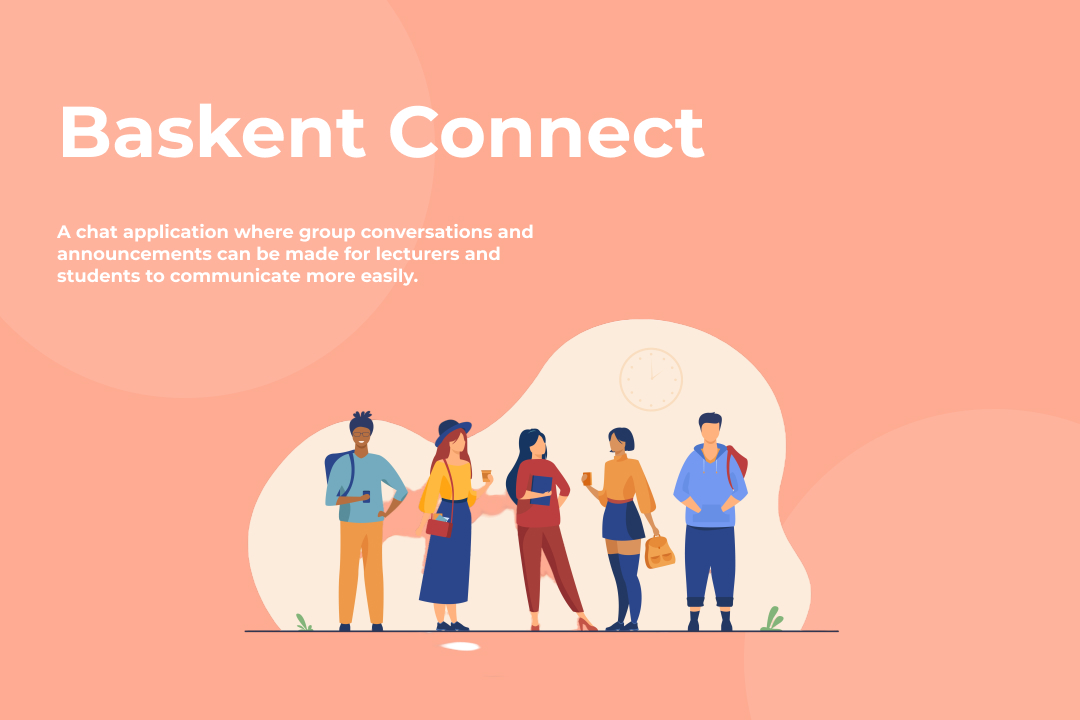 Baskent Connect
A chat application where group conversations and
announcements can be made for lecturers and
students to communicate more easily.